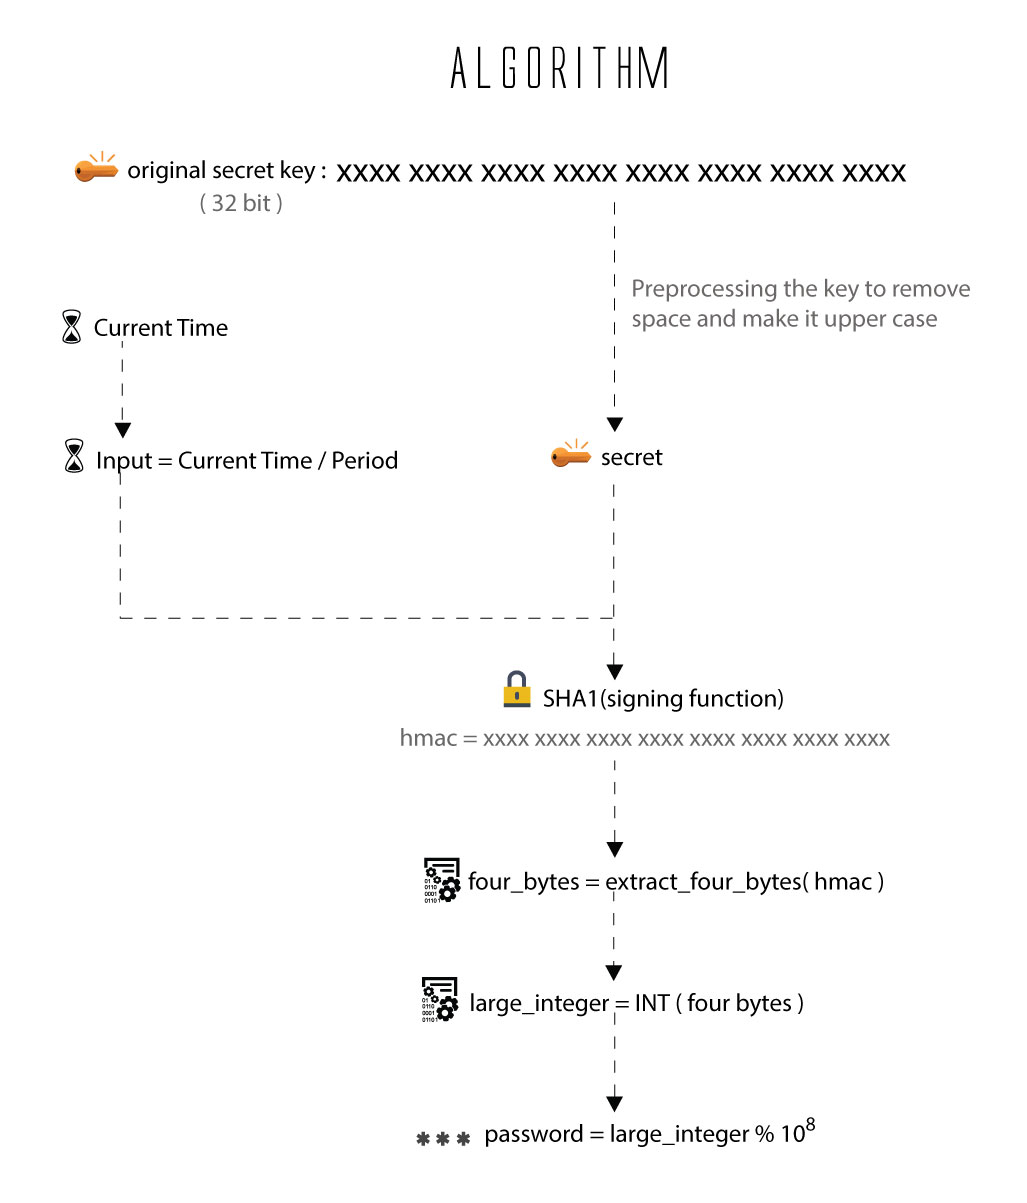 ALGORITHM
original secret key : xxxx xxxx xxxx xxxx xxxx xxxx xxxx xxxx
( 32 bit )
Preprocessing the key to remove
space and make it upper case
Current Time
Input = Current Time / Period
secret
SHA1(signing function)
hmac = xxxx xxxx xxxx xxxx xxxx xxxx xxxx xxxx
01
0110
0001
01101
four_bytes = extract_four_bytes( hmac )
01
0110
0001
01101
large_integer = INT ( four bytes )
*** password = large_integer % 10⁸